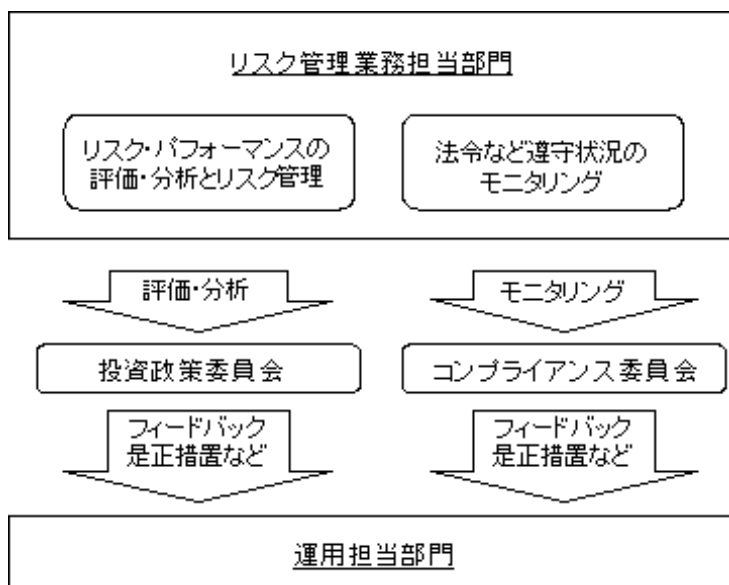 リスク管理業務担当部門
リスク・パフォーマンスの
評価・分析とリスク管理
法令など遵守状況の
モニタリング
評価・分析
モニタリング
投資政策委員会
コンプライアンス委員会
フィードバック
是正措置など
フィードバック
是正措置など
運用担当部門